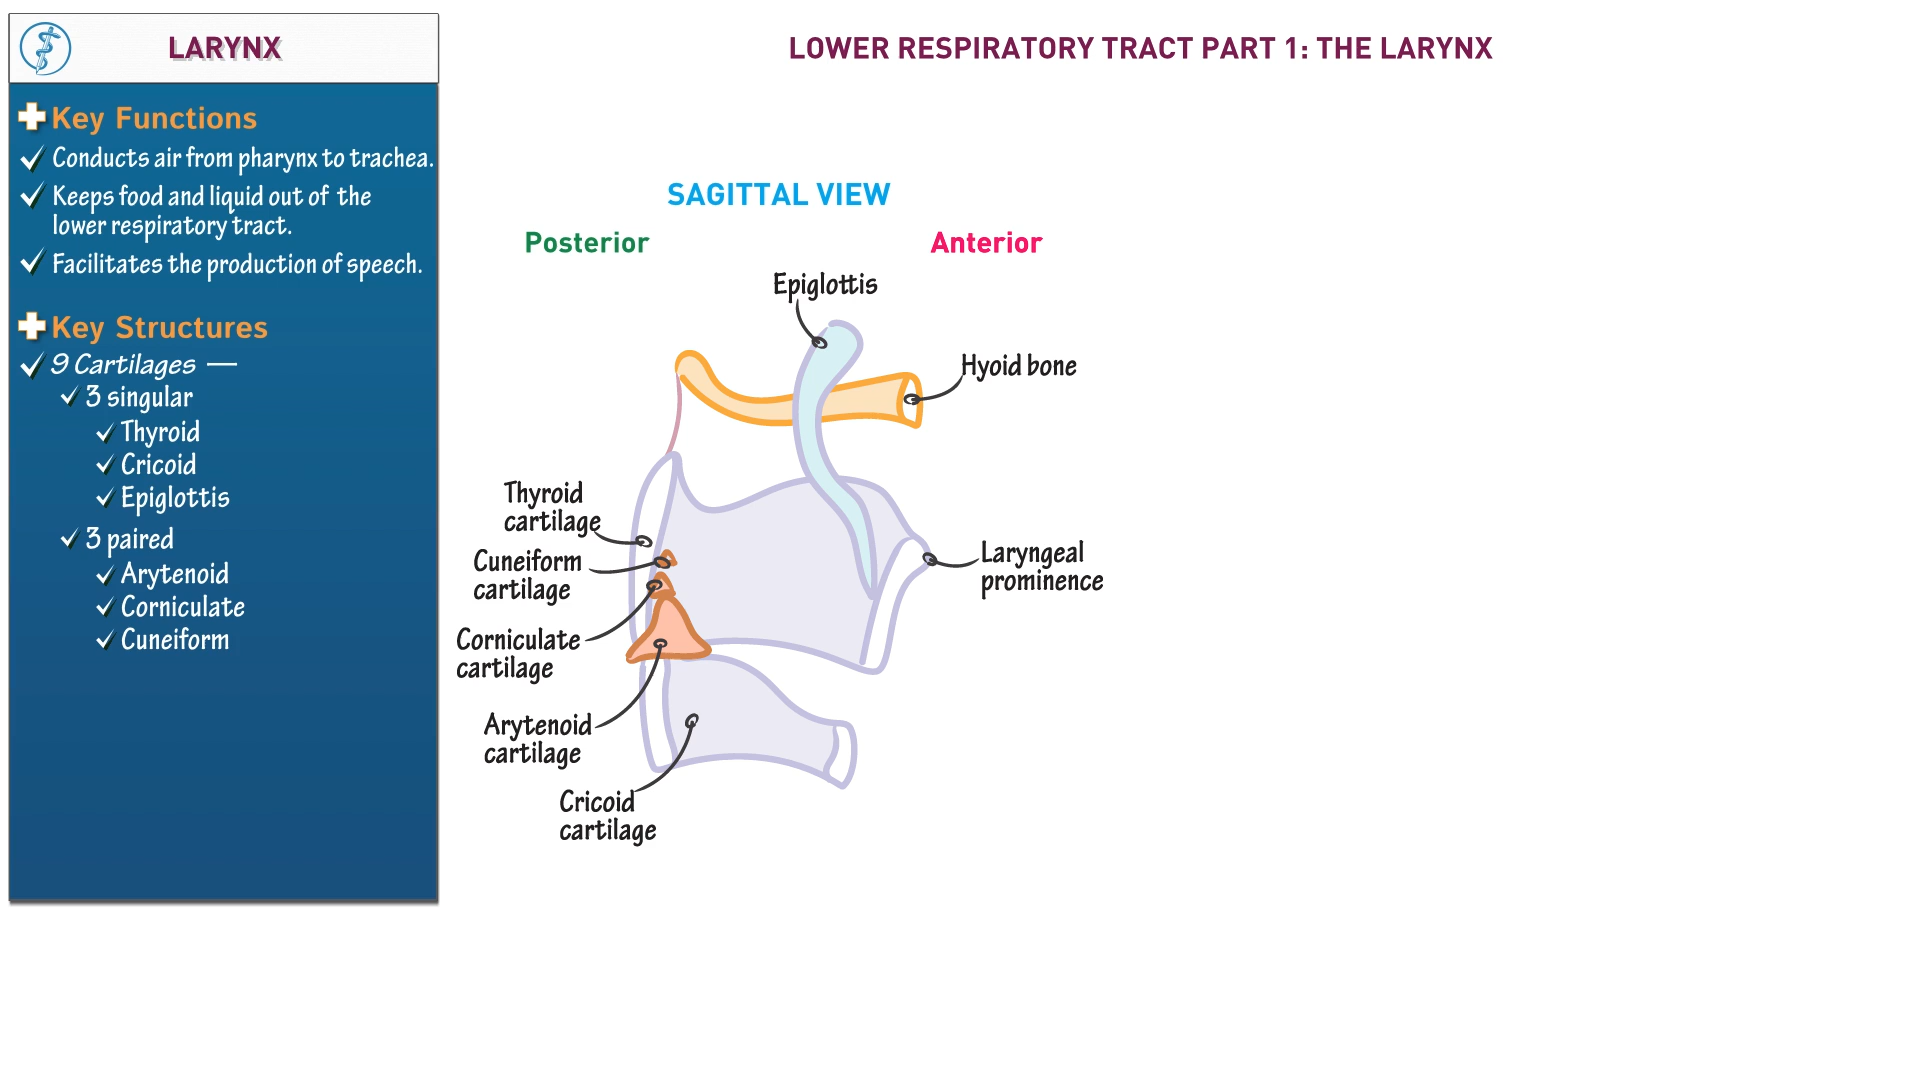 LARYNX
Key Functions
Conducts air from pharynx to trachea.
Keeps food and liquid out of the
lower respiratory tract.
Facilitates the production of speech.
Key Structures
9 Cartilages —
3 singular
Thyroid
Cricoid
Epiglottis
3 paired
Arytenoid
Corniculate
Cuneiform
LOWER RESPIRATORY TRACT PART 1: THE LARYNX
SAGITTAL VIEW
Posterior
Anterior
Epiglottis
Hyoid bone
Thyroid
cartilage
Cuneiform
cartilage
Laryngeal
prominence
Corniculate
cartilage
Arytenoid
cartilage
Cricoid
cartilage